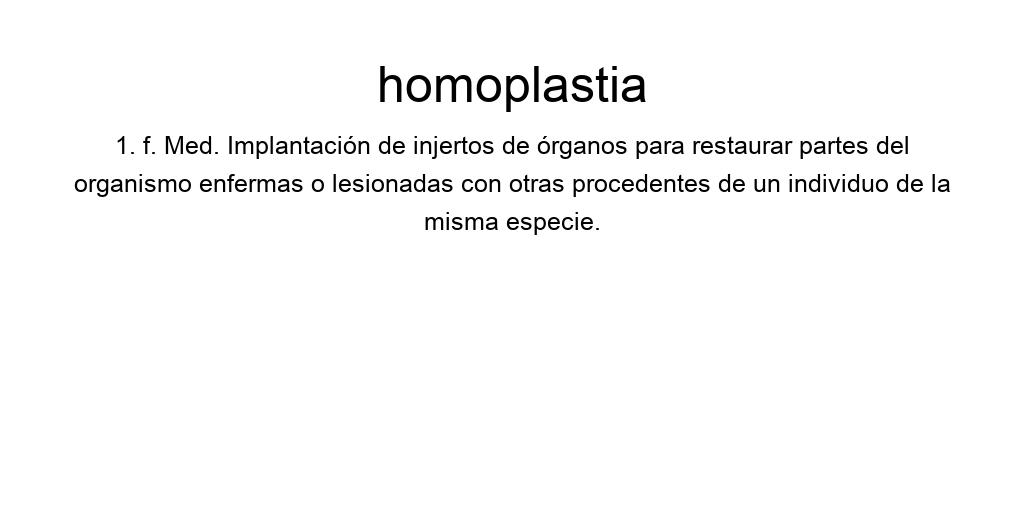 homoplastia
1. f. Med. Implantación de injertos de órganos para restaurar partes del
organismo enfermas o lesionadas con otras procedentes de un individuo de la
misma especie.